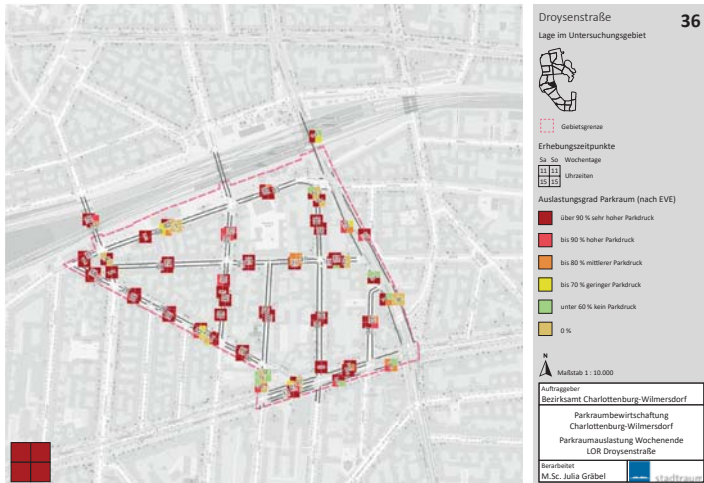 Droysenstraße
36
Lage im Untersuchungsgebiet
Gebietsgrenze
Erhebungszeitpunkte
Sa So Wochentage
11 11
Uhrzeiten
15 15
Auslastungsgrad Parkraum (nach EVE)
über 90 % sehr hoher Parkdruck
bis 90 % hoher Parkdruck
bis 80 % mittlerer Parkdruck
bis 70 % geringer Parkdruck
unter 60 % kein Parkdruck
0 %
N
Maßstab 1 : 10.000
Auftraggeber
Bezirksamt Charlottenburg-Wilmersdorf
Parkraumbewirtschaftung
Charlottenburg-Wilmersdorf
Parkraumauslastung Wochenende
LOR Droysenstraße
Bearbeitet
M.Sc. Julia Gräbel
stadtraum